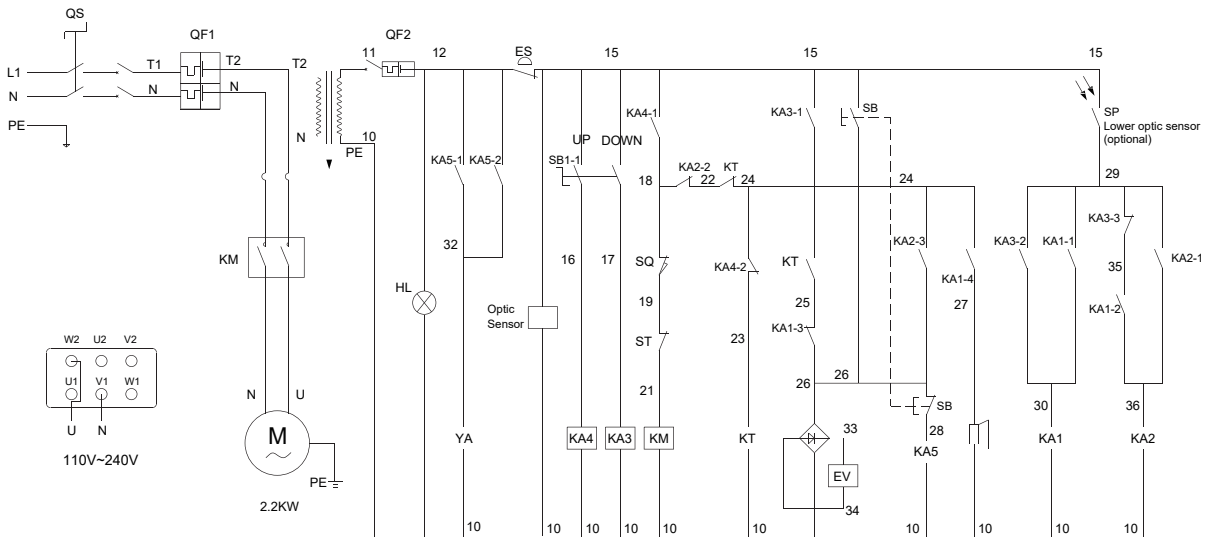 QS
QF1
T1
T2
L1
N
N
N
PE
T2
N
11
QF2
12
ES
15
15
15
10
PE
KA5-1
KA5-2
UP
DOWN
SB1-1
KA4-1
KA3-1
SB
SP
Lower optic sensor
(optional)
18
KA2-2
22
KT
24
24
29
KM
32
HL
Optic
Sensor
16
17
SQ
19
ST
21
KA4-2
23
KT
25
KA1-3
26
26
KA2-3
KA1-4
27
KA3-2
KA1-1
KA3-3
35
KA1-2
KA2-1
W2
U2
V2
U1
V1
W1
U
N
110V~240V
N
U
M
~
PE
2.2KW
YA
KA4
KA3
KM
KT
33
EV
34
SB
28
KA5
30
KA1
36
KA2
10
10
10
10
10
10
10
10
10
10